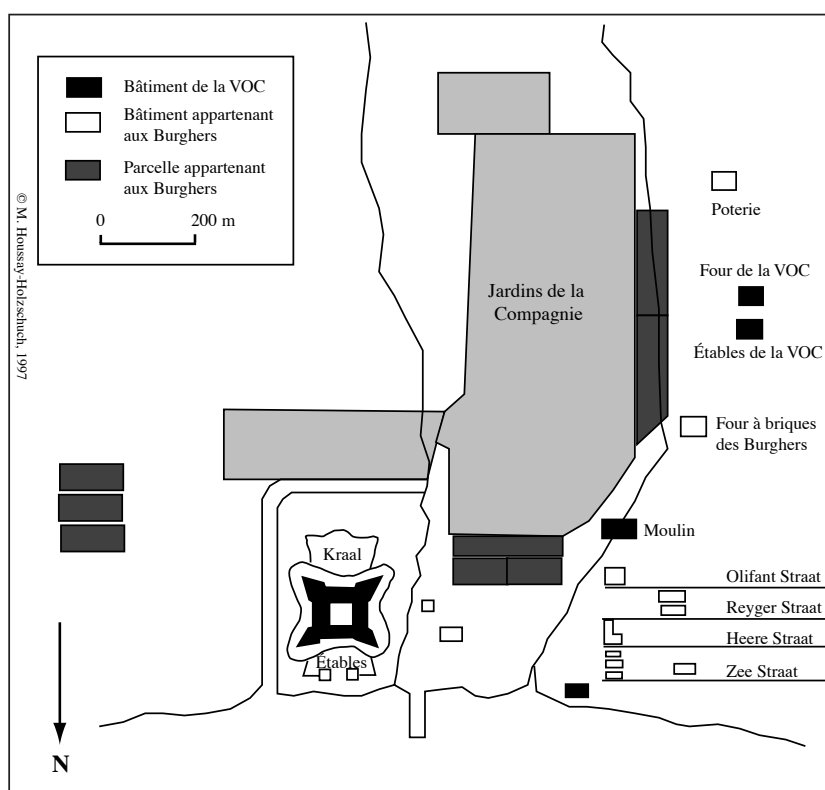 Bâtiment de la VOC
Bâtiment appartenant
aux Burghers
Parcelle appartenant
aux Burghers
0 200 m
© M. Houssay-Holzschuch, 1997
Poterie
Four de la VOC
Jardins de la
Compagnie
Étables de la VOC
Four à briques
des Burghers
Moulin
Kraal
Olifant Straat
Reyger Straat
Heere Straat
Étables
Zee Straat
N